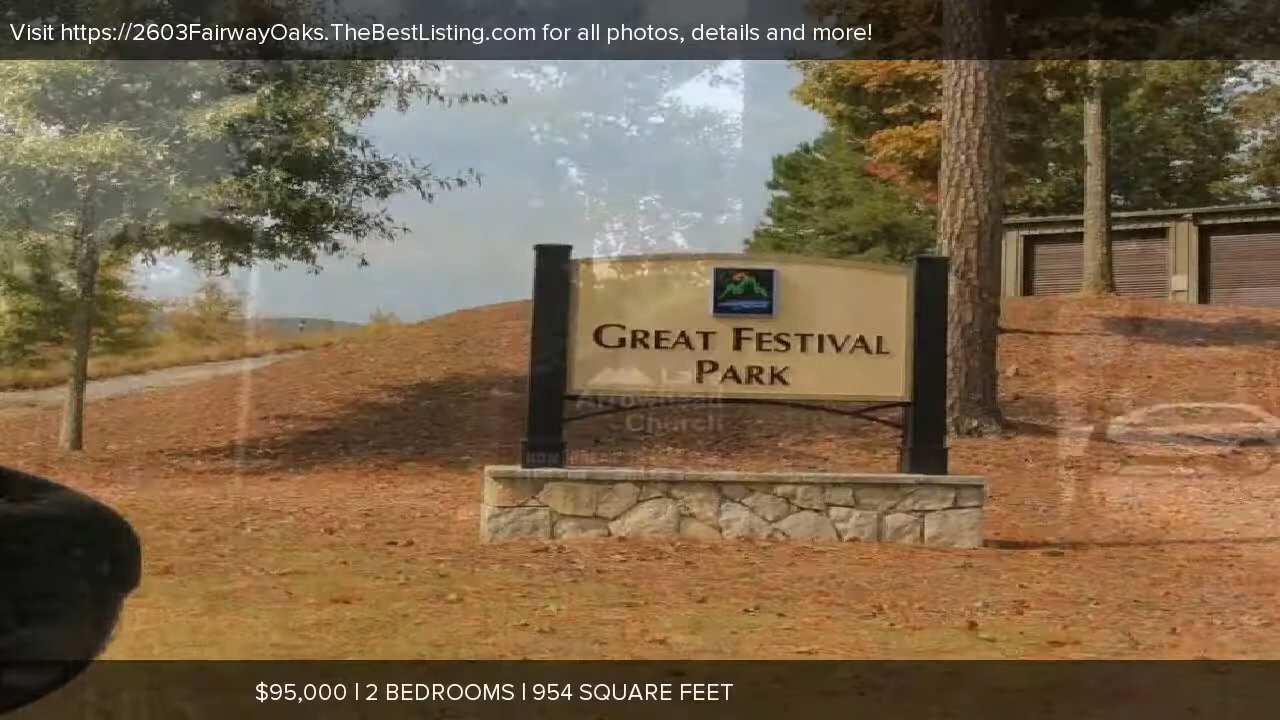 Visit https://2603FairwayOaks.TheBestListing.com for all photos, details and more!
GREAT FESTIVAL
PARK
Arrowhead
Church
$95,000 | 2 BEDROOMS | 954 SQUARE FEET